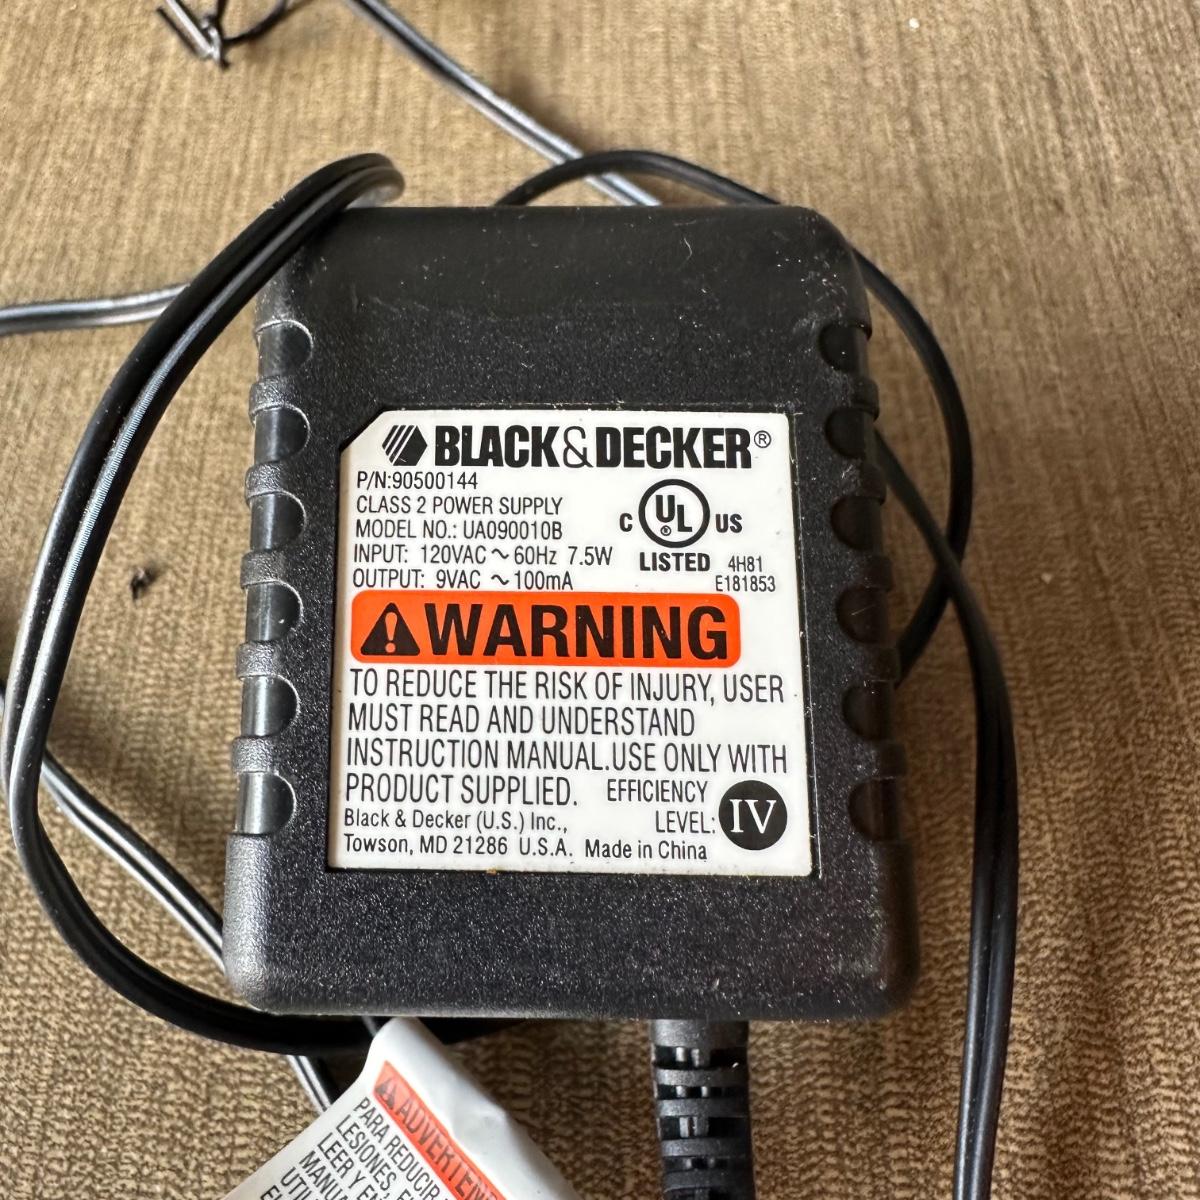 BLACK&DECKER®
P/N:90500144
CLASS 2 POWER SUPPLY
MODEL NO.: UA090010B
INPUT: 120VAC ~ 60Hz 7.5W
OUTPUT: 9VAC ~ 100mA
C UL® US
LISTED 4H81
E181853
WARNING
TO REDUCE THE RISK OF INJURY, USER
MUST READ AND UNDERSTAND
INSTRUCTION MANUAL.USE ONLY WITH
PRODUCT SUPPLIED.
EFFICIENCY
LEVEL: IV
Black & Decker (U.S.) Inc.,
Towson, MD 21286 U.S.A. Made in China
PARA REDUCIR
LESIONES,
LEER Y